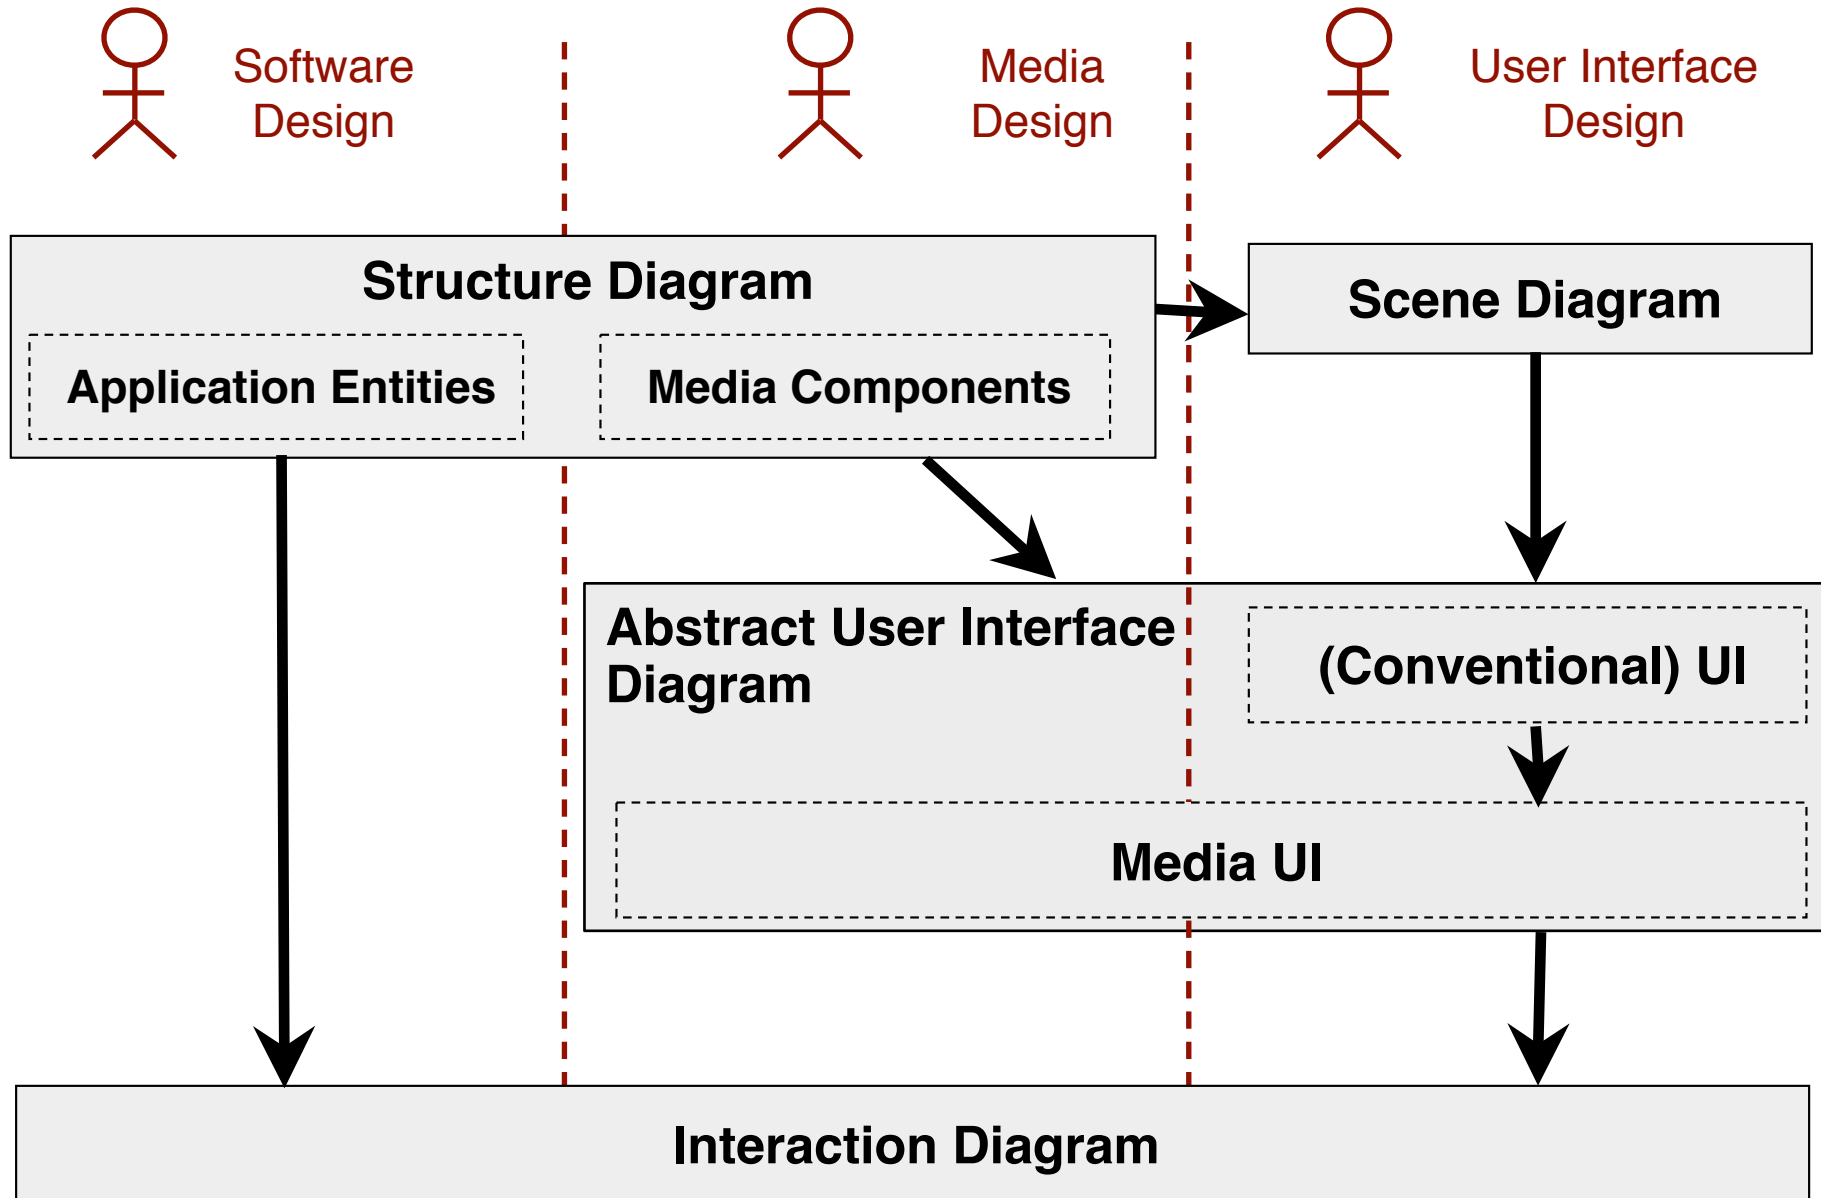 Software
Design
Media
Design
User Interface
Design
Structure Diagram
Application Entities
Media Components
Scene Diagram
Abstract User Interface
Diagram
(Conventional) UI
Media UI
Interaction Diagram